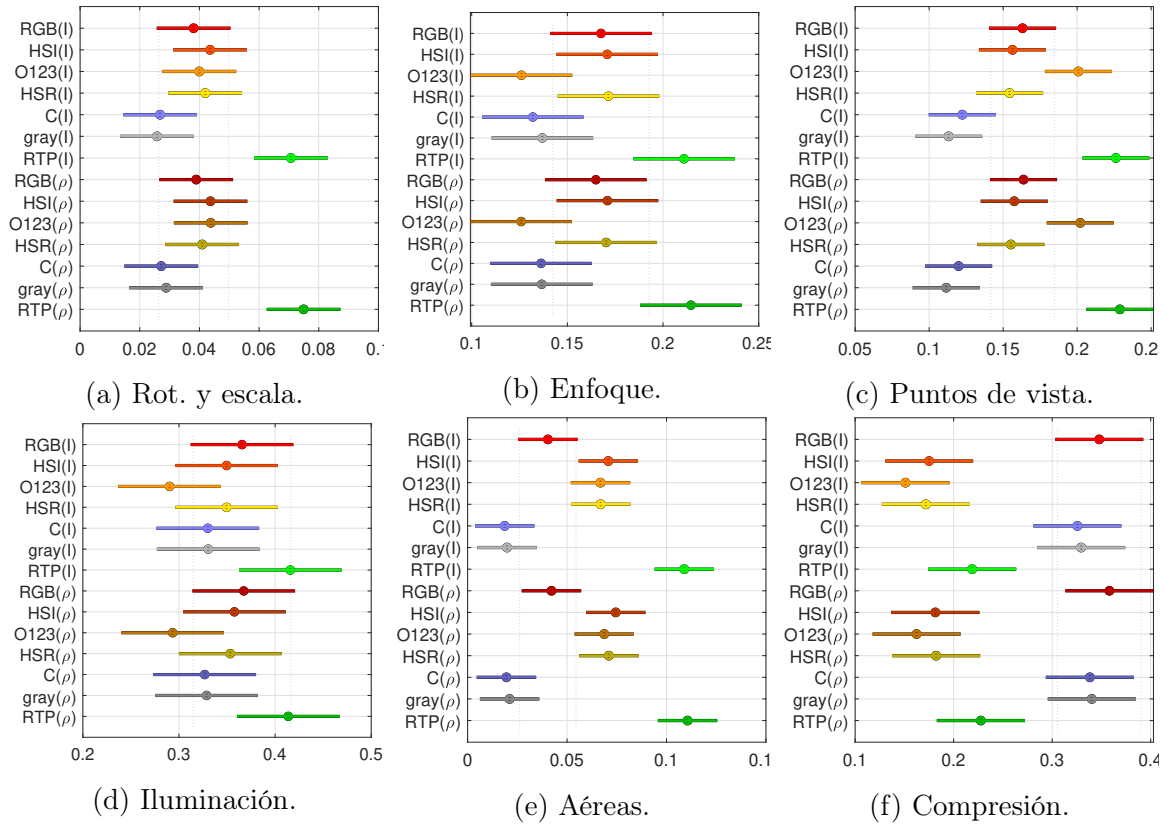 RGB(I)
HSI(I)
O123(I)
HSR(I)
C(I)
gray(I)
RTP(I)
RGB(ρ)
HSI(ρ)
O123(ρ)
HSR(ρ)
C(ρ)
gray(ρ)
RTP(ρ)
0 0.02 0.04 0.06 0.08 0.1
(a) Rot. y escala.
RGB(I)
HSI(I)
O123(I)
HSR(I)
C(I)
gray(I)
RTP(I)
RGB(ρ)
HSI(ρ)
O123(ρ)
HSR(ρ)
C(ρ)
gray(ρ)
RTP(ρ)
0.1 0.15 0.2 0.25
(b) Enfoque.
RGB(I)
HSI(I)
O123(I)
HSR(I)
C(I)
gray(I)
RTP(I)
RGB(ρ)
HSI(ρ)
O123(ρ)
HSR(ρ)
C(ρ)
gray(ρ)
RTP(ρ)
0.05 0.1 0.15 0.2 0.25
(c) Puntos de vista.
RGB(I)
HSI(I)
O123(I)
HSR(I)
C(I)
gray(I)
RTP(I)
RGB(ρ)
HSI(ρ)
O123(ρ)
HSR(ρ)
C(ρ)
gray(ρ)
RTP(ρ)
0.2 0.3 0.4 0.5
(d) Iluminación.
RGB(I)
HSI(I)
O123(I)
HSR(I)
C(I)
gray(I)
RTP(I)
RGB(ρ)
HSI(ρ)
O123(ρ)
HSR(ρ)
C(ρ)
gray(ρ)
RTP(ρ)
0 0.05 0.1 0.1
(e) Aéreas.
RGB(I)
HSI(I)
O123(I)
HSR(I)
C(I)
gray(I)
RTP(I)
RGB(ρ)
HSI(ρ)
O123(ρ)
HSR(ρ)
C(ρ)
gray(ρ)
RTP(ρ)
0.1 0.2 0.3 0.4
(f) Compresión.